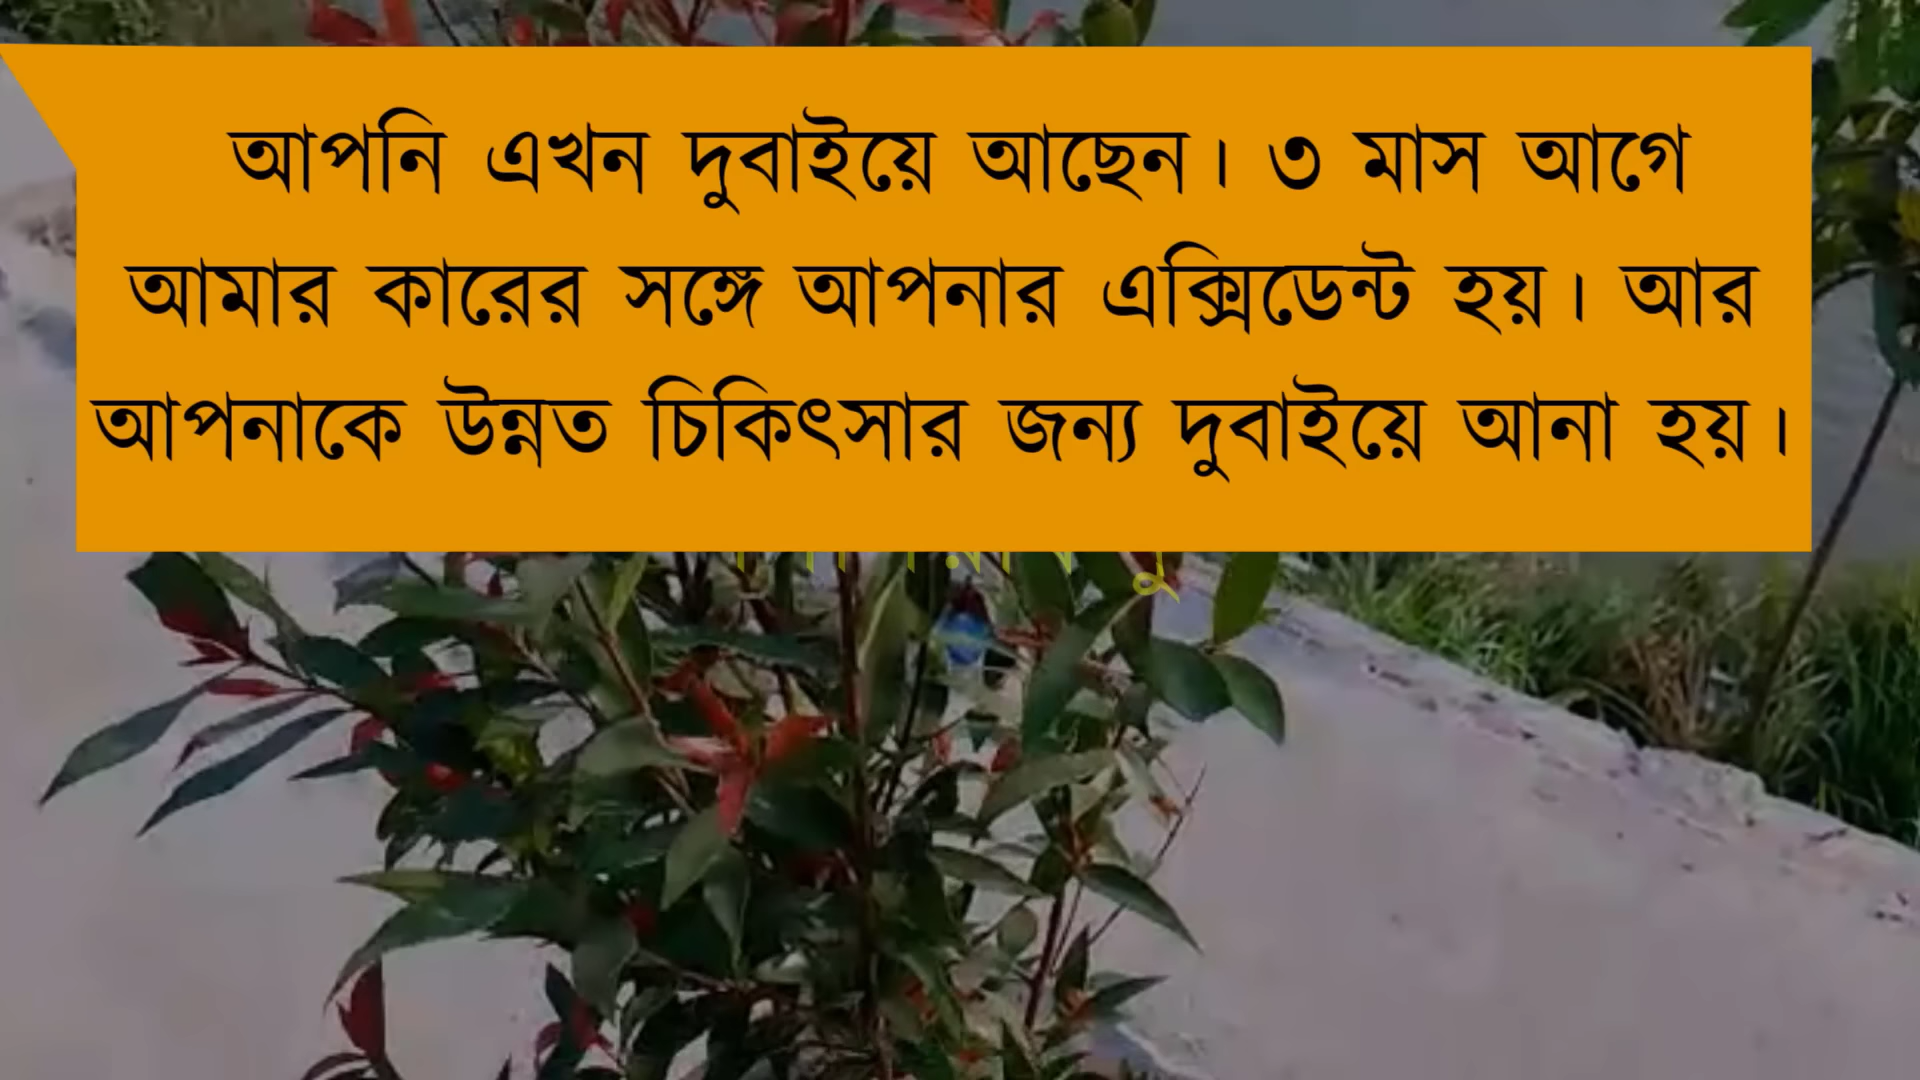 আপনি এখন দুবাইয়ে আছেন। ৩ মাস আগে
আমার কারের সঙ্গে আপনার এক্সিডেন্ট হয়। আর
আপনাকে উন্নত চিকিৎসার জন্য দুবাইয়ে আনা হয়।